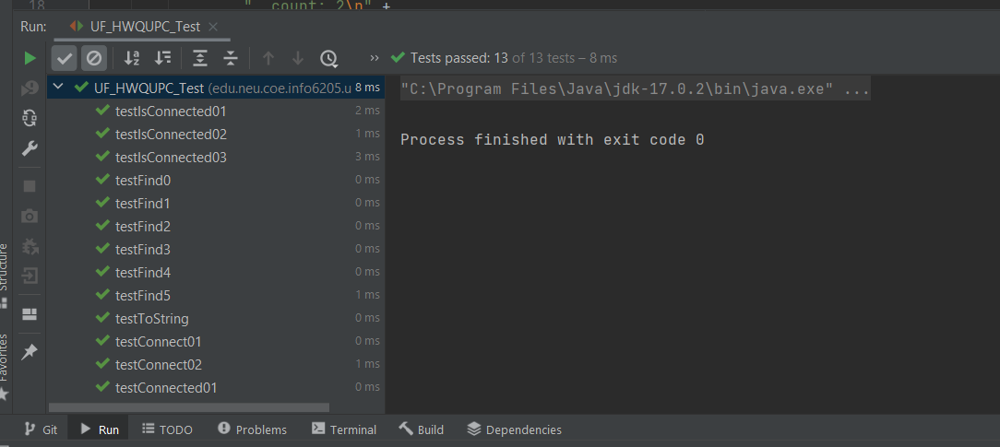 18 "  count: 2\n" +
Run: UF_HWQUPC_Test
Tests passed: 13 of 13 tests – 8 ms
UF_HWQUPC_Test (edu.neu.coe.info6205.u 8 ms
testIsConnected01 2 ms
testIsConnected02 1 ms
testIsConnected03 3 ms
testFind0 0 ms
testFind1 0 ms
testFind2 0 ms
testFind3 0 ms
testFind4 0 ms
testFind5 1 ms
testToString 0 ms
testConnect01 0 ms
testConnect02 1 ms
testConnected01 0 ms
"C:\Program Files\Java\jdk-17.0.2\bin\java.exe" ...
Process finished with exit code 0
Structure
Favorites
Git Run TODO Problems Terminal Build Dependencies